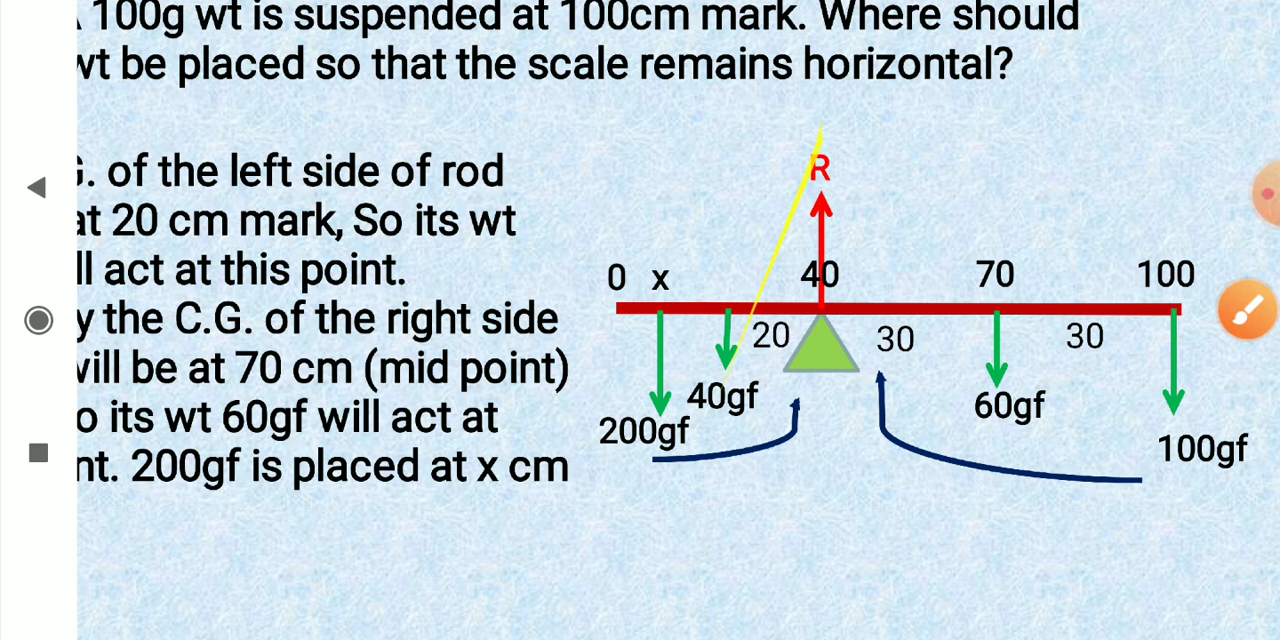 100g wt is suspended at 100cm mark. Where should
wt be placed so that the scale remains horizontal?
G. of the left side of rod
at 20 cm mark, So its wt
ll act at this point.
y the C.G. of the right side
will be at 70 cm (mid point)
o its wt 60gf will act at
nt. 200gf is placed at x cm
R
0 x 40 70 100
20 30 30
40gf 60gf
200gf 100gf